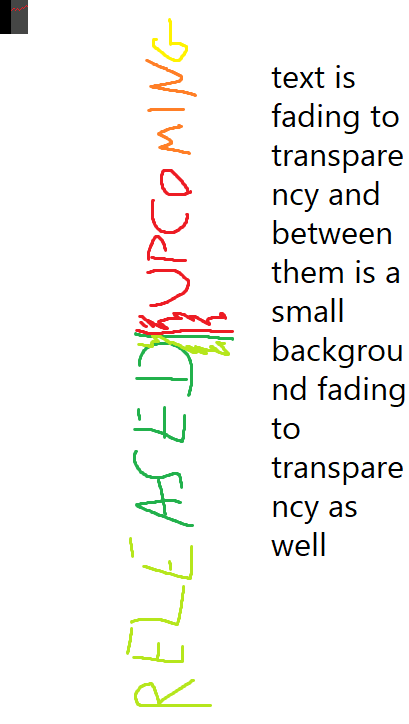 UPCOMING
RELEASED
text is
fading to
transpare
ncy and
between
them is a
small
backgrou
nd fading
to
transpare
ncy as
well